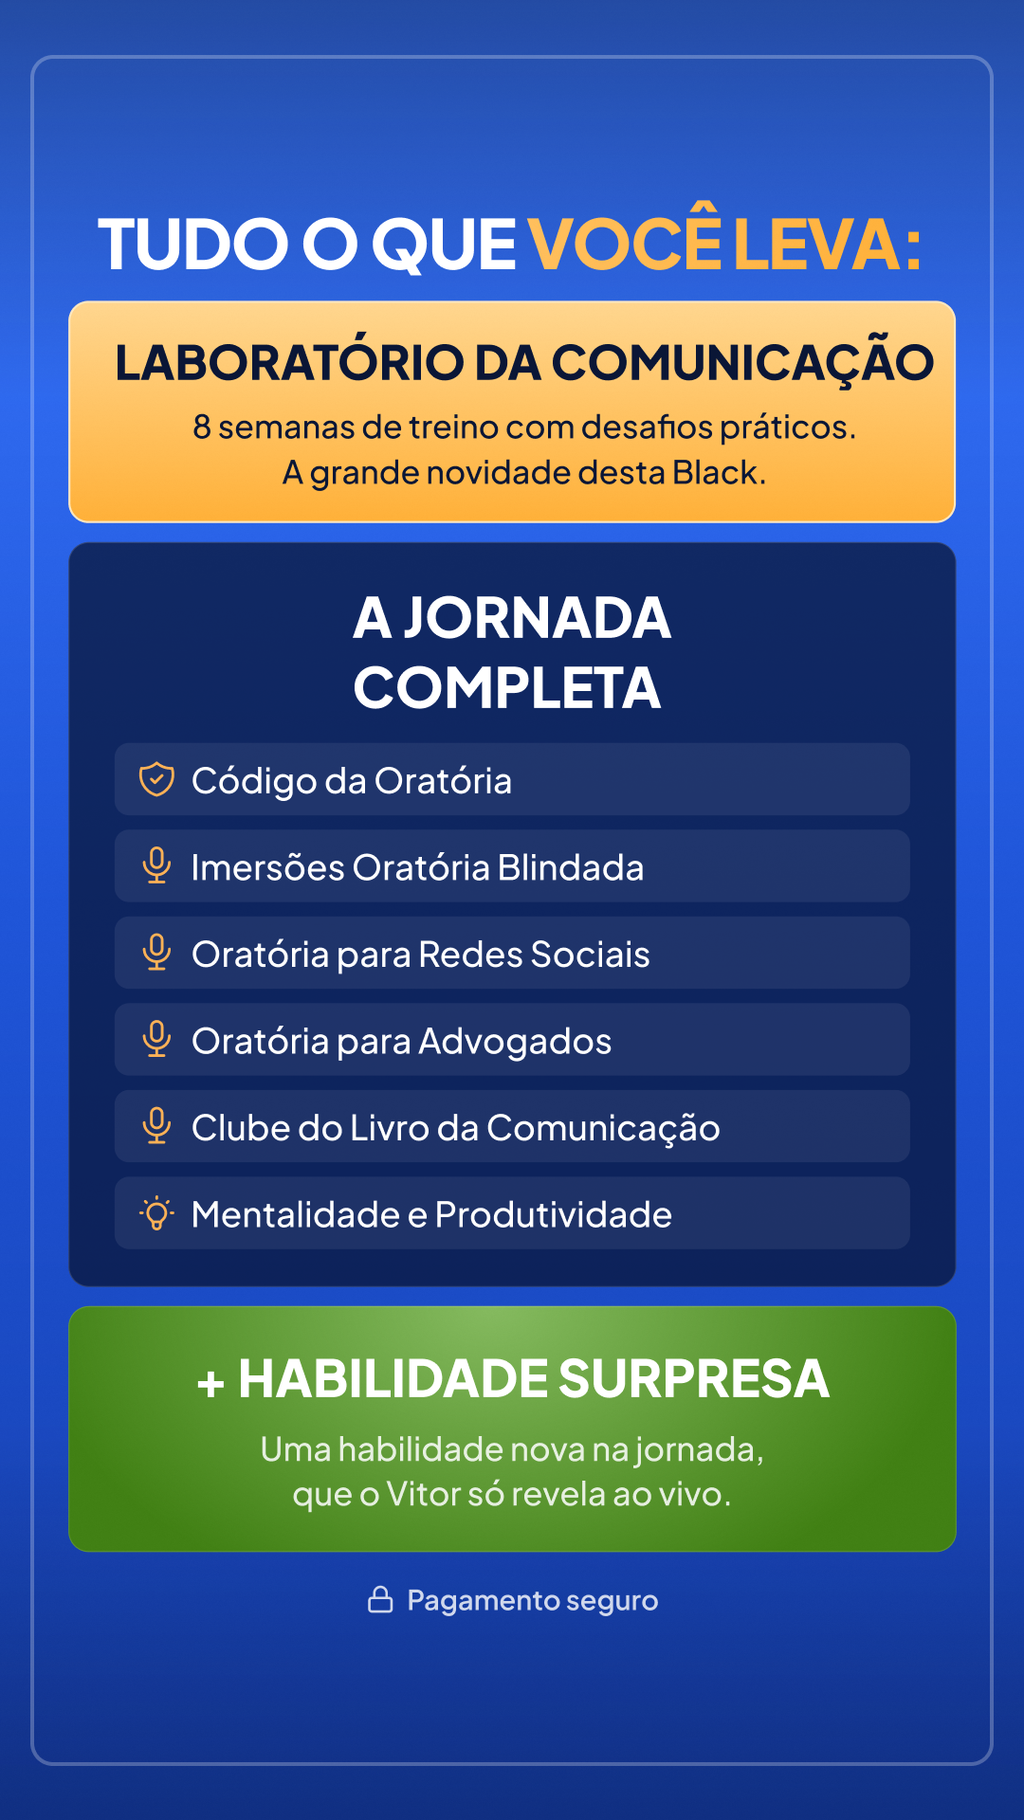 TUDO O QUE VOCÊ LEVA:
LABORATÓRIO DA COMUNICAÇÃO
8 semanas de treino com desafios práticos.
A grande novidade desta Black.
A JORNADA
COMPLETA
Código da Oratória
Imersões Oratória Blindada
Oratória para Redes Sociais
Oratória para Advogados
Clube do Livro da Comunicação
Mentalidade e Produtividade
+ HABILIDADE SURPRESA
Uma habilidade nova na jornada,
que o Vitor só revela ao vivo.
Pagamento seguro